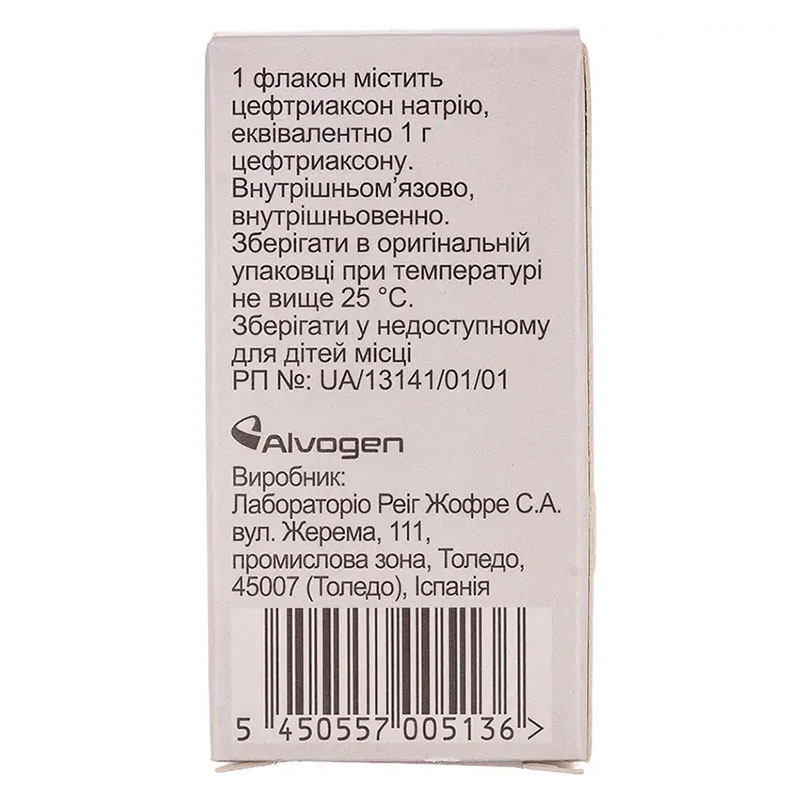 1 флакон містить
цефтриаксон натрію,
еквівалентно 1 г
цефтриаксону.
Внутрішньом’язово,
внутрішньовенно.
Зберігати в оригінальній
упаковці при температурі
не вище 25 °С.
Зберігати у недоступному
для дітей місці
РП №: UA/13141/01/01
Alvogen
Виробник:
Лабораторіо Реіг Жофре С.А.
вул. Жерема, 111,
промислова зона, Толедо,
45007 (Толедо), Іспанія
5 450557 005136 >